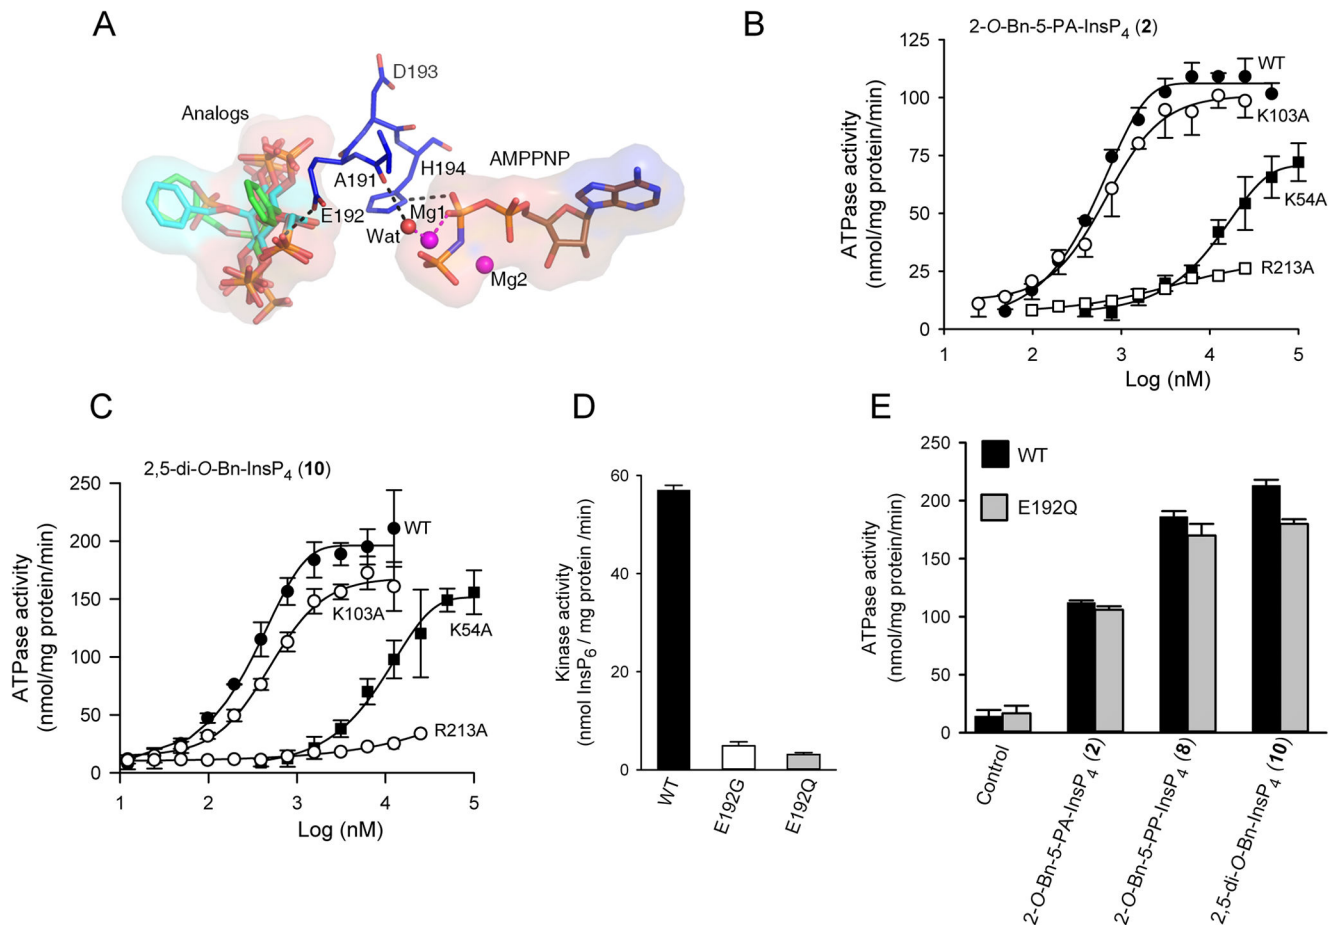 A
Analogs
D193
A191
H194
E192
Mg1
Wat
Mg2
AMPPNP
B
2-O-Bn-5-PA-InsP4 (2)
ATPase activity
(nmol/mg protein/min)
125
100
75
50
25
0
WT
K103A
K54A
R213A
1 2 3 4 5
Log (nM)
C
2,5-di-O-Bn-InsP4 (10)
ATPase activity
(nmol/mg protein/min)
250
200
150
100
50
0
WT
K103A
K54A
R213A
1 2 3 4 5
Log (nM)
D
Kinase activity
(nmol InsP6 / mg protein /min)
60
40
20
0
WT
E192G
E192Q
E
WT
E192Q
ATPase activity
(nmol/mg protein/min)
250
200
150
100
50
0
Control
2-O-Bn-5-PA-InsP4 (2)
2-O-Bn-5-PP-InsP4 (8)
2,5-di-O-Bn-InsP4 (10)